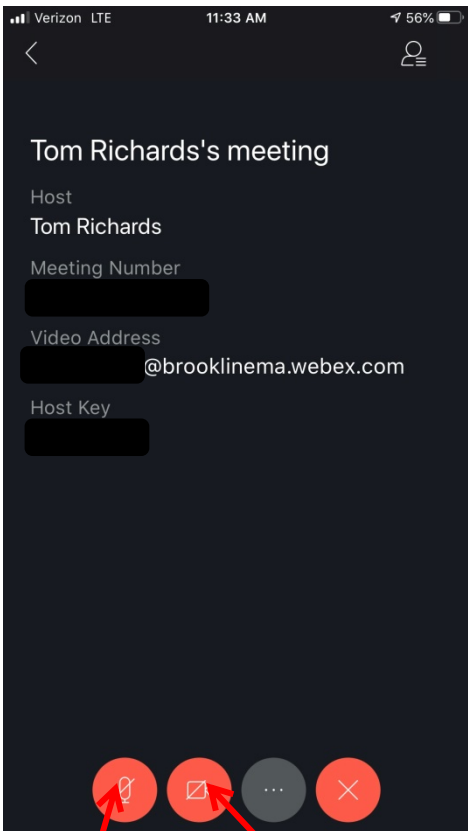 Verizon LTE 11:33 AM 56%
Tom Richards's meeting
Host
Tom Richards
Meeting Number
Video Address
@brooklinema.webex.com
Host Key